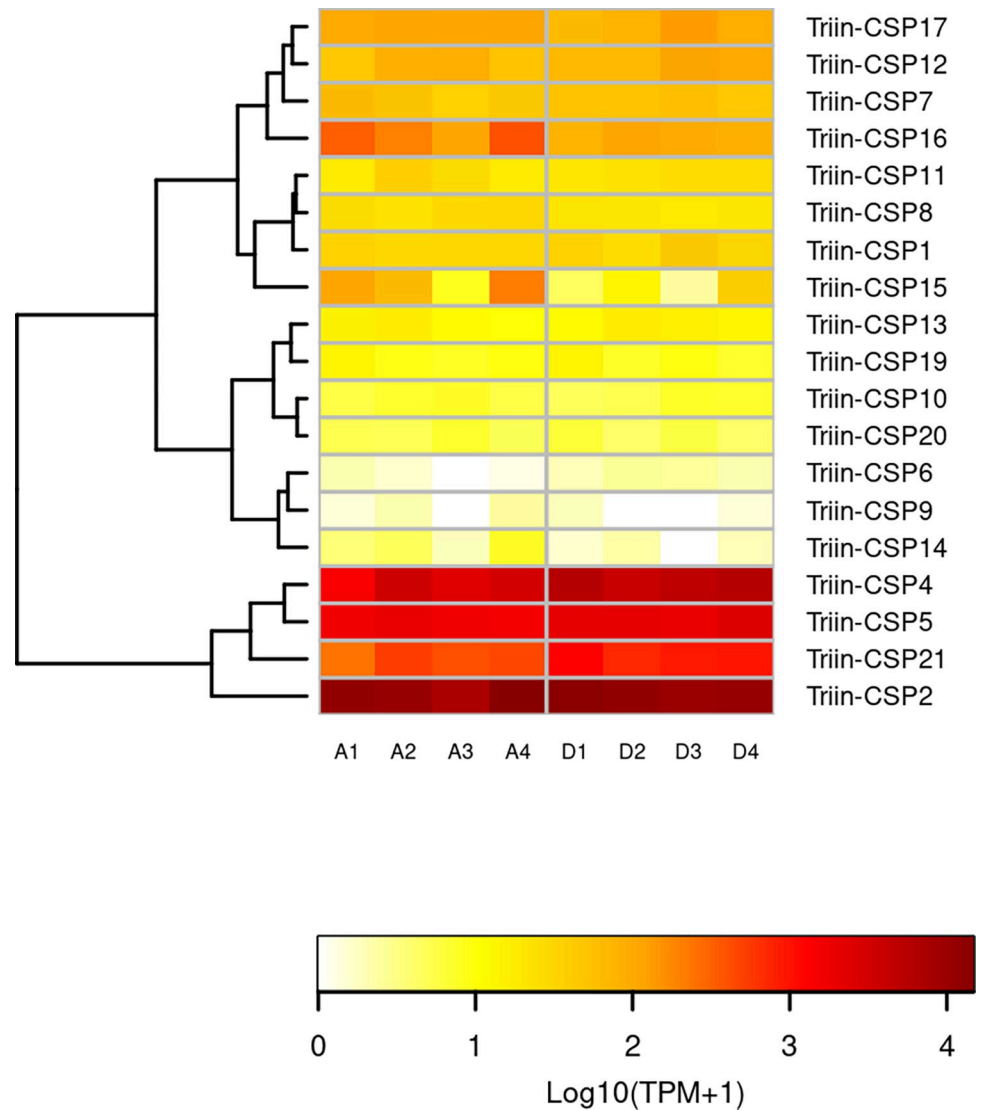 Triin-CSP17
Triin-CSP12
Triin-CSP7
Triin-CSP16
Triin-CSP11
Triin-CSP8
Triin-CSP1
Triin-CSP15
Triin-CSP13
Triin-CSP19
Triin-CSP10
Triin-CSP20
Triin-CSP6
Triin-CSP9
Triin-CSP14
Triin-CSP4
Triin-CSP5
Triin-CSP21
Triin-CSP2
A1 A2 A3 A4 D1 D2 D3 D4
0 1 2 3 4
Log10(TPM+1)